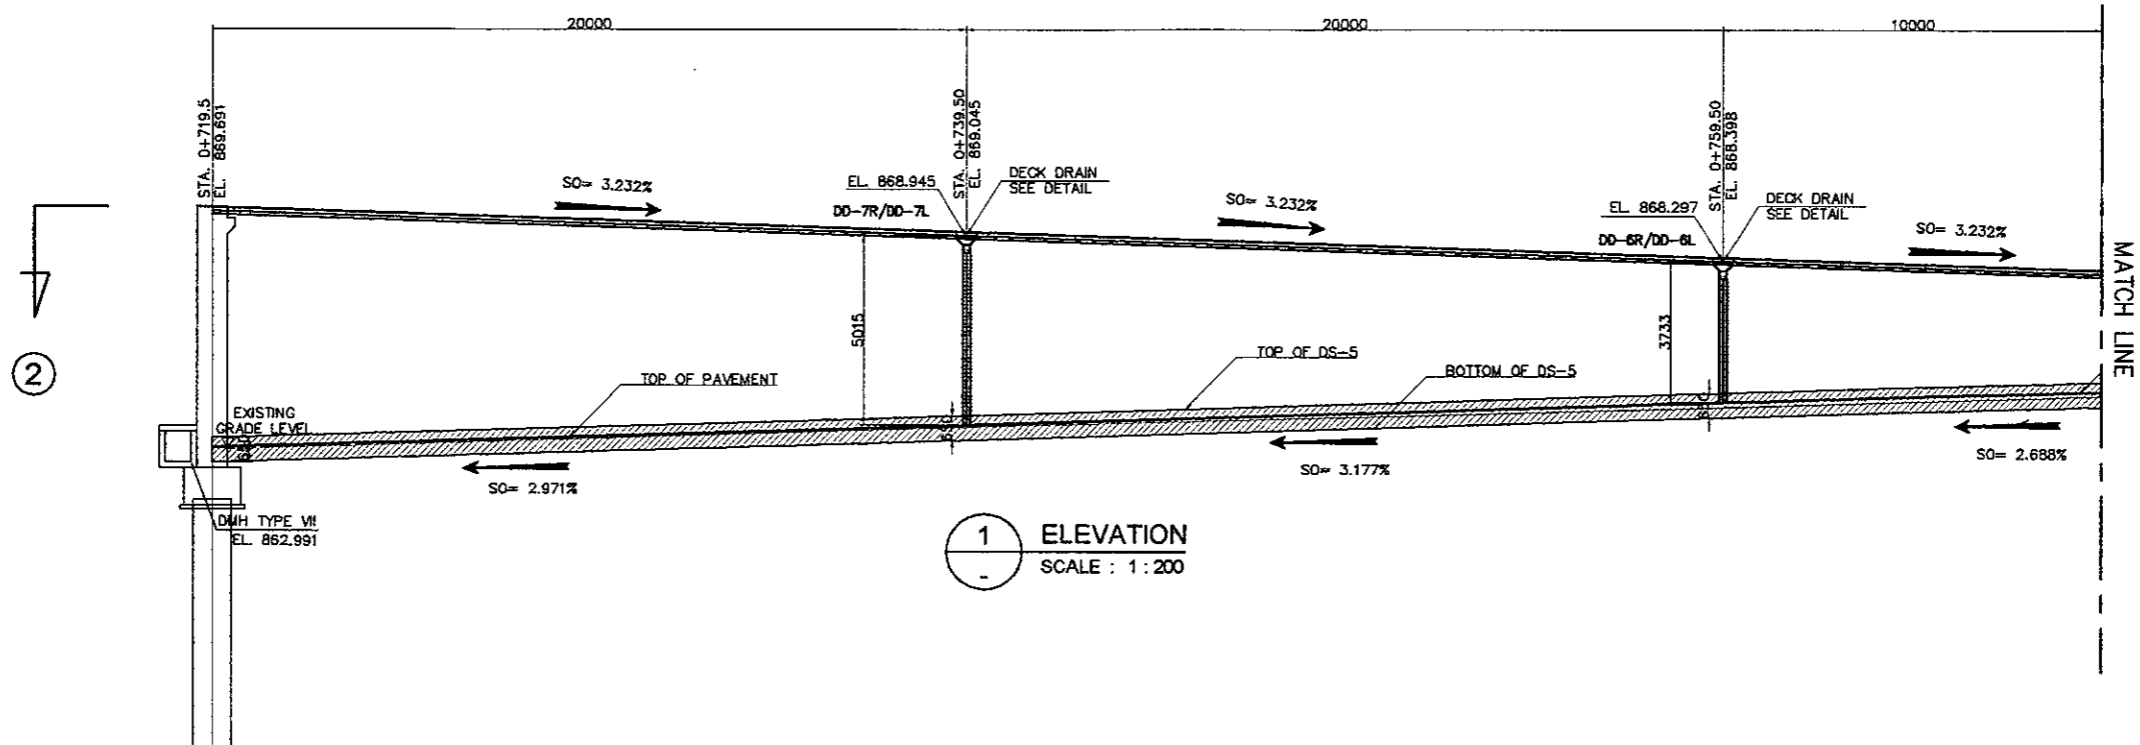 20000
20000
10000
STA. 0+719.5
EL. 869.691
STA. 0+739.50
EL. 869.045
STA. 0+759.50
EL. 868.398
SO= 3.232%
EL. 868.945
DD-7R/DD-7L
DECK DRAIN
SEE DETAIL
SO= 3.232%
EL. 868.297
DD-6R/DD-6L
DECK DRAIN
SEE DETAIL
SO= 3.232%
MATCH LINE
5015
3733
2
TOP OF PAVEMENT
TOP OF DS-5
BOTTOM OF DS-5
EXISTING
GRADE LEVEL
SO= 2.971%
SO= 3.177%
SO= 2.688%
DMH TYPE VII
EL. 862.991
1
-
ELEVATION
SCALE : 1 : 200